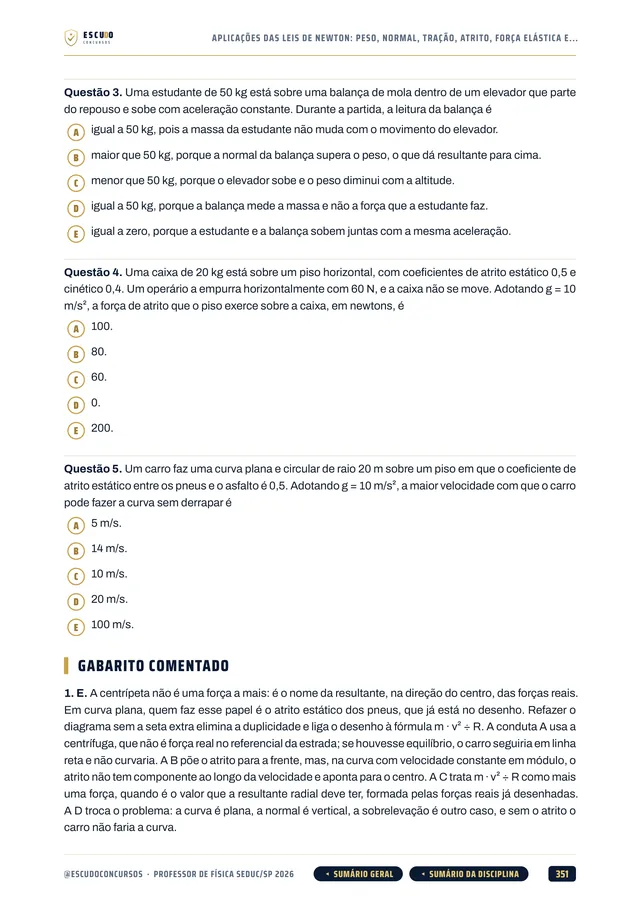 ESCUDO
CONCURSOS
APLICAÇÕES DAS LEIS DE NEWTON: PESO, NORMAL, TRAÇÃO, ATRITO, FORÇA ELÁSTICA E...
Questão 3. Uma estudante de 50 kg está sobre uma balança de mola dentro de um elevador que parte
do repouso e sobe com aceleração constante. Durante a partida, a leitura da balança é
A igual a 50 kg, pois a massa da estudante não muda com o movimento do elevador.
B maior que 50 kg, porque a normal da balança supera o peso, o que dá resultante para cima.
C menor que 50 kg, porque o elevador sobe e o peso diminui com a altitude.
D igual a 50 kg, porque a balança mede a massa e não a força que a estudante faz.
E igual a zero, porque a estudante e a balança sobem juntas com a mesma aceleração.
Questão 4. Uma caixa de 20 kg está sobre um piso horizontal, com coeficientes de atrito estático 0,5 e
cinético 0,4. Um operário a empurra horizontalmente com 60 N, e a caixa não se move. Adotando g = 10
m/s², a força de atrito que o piso exerce sobre a caixa, em newtons, é
A 100.
B 80.
C 60.
D 0.
E 200.
Questão 5. Um carro faz uma curva plana e circular de raio 20 m sobre um piso em que o coeficiente de
atrito estático entre os pneus e o asfalto é 0,5. Adotando g = 10 m/s², a maior velocidade com que o carro
pode fazer a curva sem derrapar é
A 5 m/s.
B 14 m/s.
C 10 m/s.
D 20 m/s.
E 100 m/s.
GABARITO COMENTADO
1. E. A centrípeta não é uma força a mais: é o nome da resultante, na direção do centro, das forças reais.
Em curva plana, quem faz esse papel é o atrito estático dos pneus, que já está no desenho. Refazer o
diagrama sem a seta extra elimina a duplicidade e liga o desenho à fórmula m · v² ÷ R. A conduta A usa a
centrífuga, que não é força real no referencial da estrada; se houvesse equilíbrio, o carro seguiria em linha
reta e não curvaria. A B põe o atrito para a frente, mas, na curva com velocidade constante em módulo, o
atrito não tem componente ao longo da velocidade e aponta para o centro. A C trata m · v² ÷ R como mais
uma força, quando é o valor que a resultante radial deve ter, formada pelas forças reais já desenhadas.
A D troca o problema: a curva é plana, a normal é vertical, a sobrelevação é outro caso, e sem o atrito o
carro não faria a curva.
@ESCUDOCONCURSOS · PROFESSOR DE FÍSICA SEDUC/SP 2026 ◂ SUMÁRIO GERAL ◂ SUMÁRIO DA DISCIPLINA 351